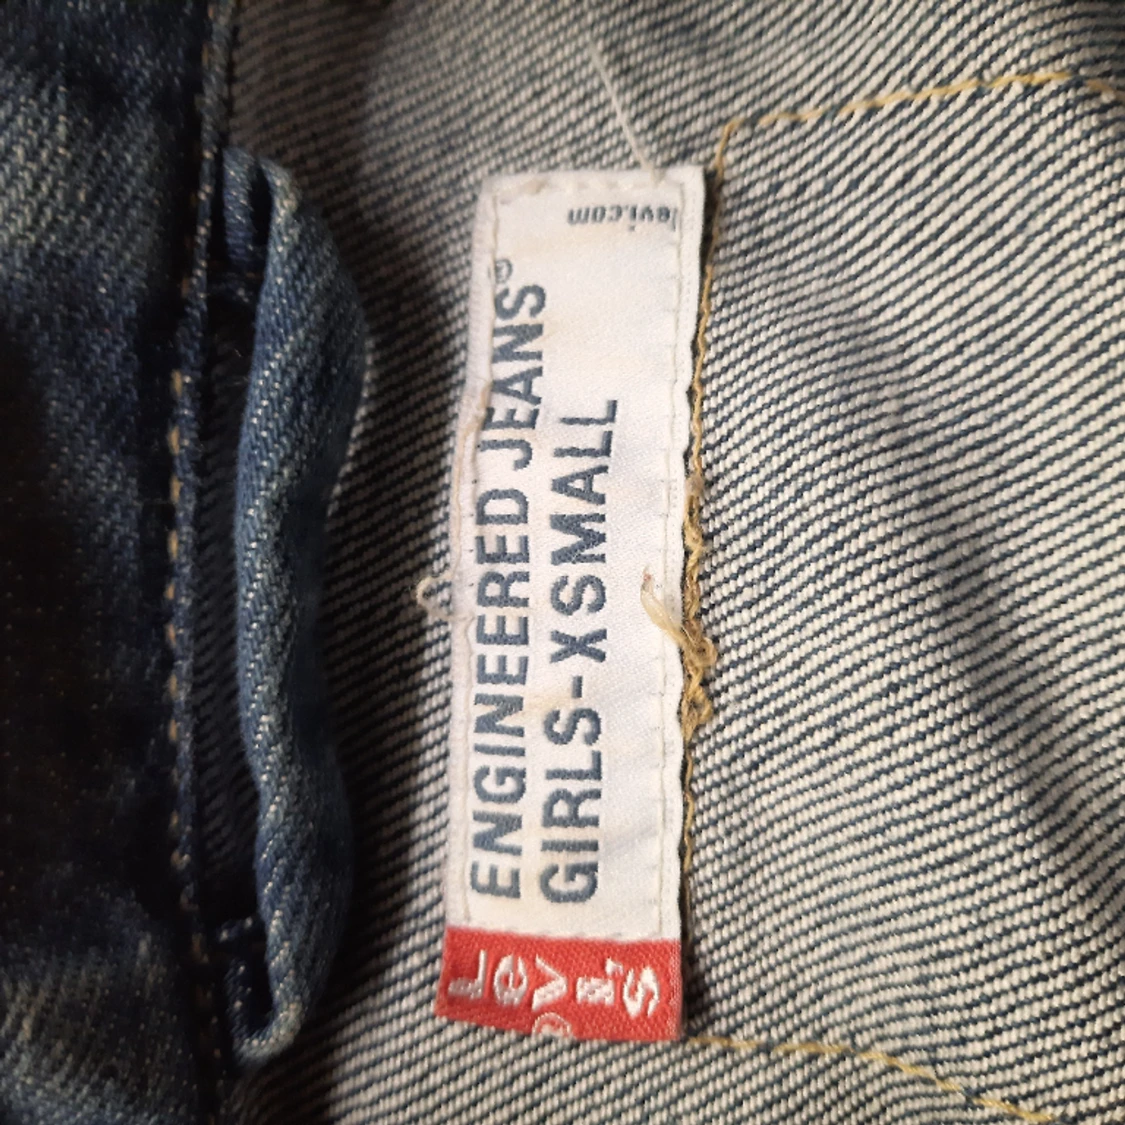 ENGINEERED JEANS®
GIRLS-XSMALL
levi.com
Levi's
®